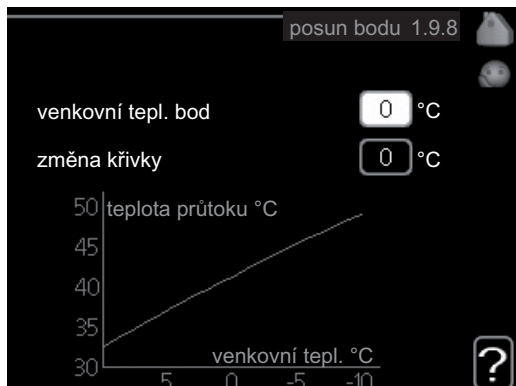 posun bodu 1.9.8
venkovní tepl. bod 0 °C
změna křivky 0 °C
50 teplota průtoku °C
45
40
35
30
venkovní tepl. °C
5 0 -5 -10
?